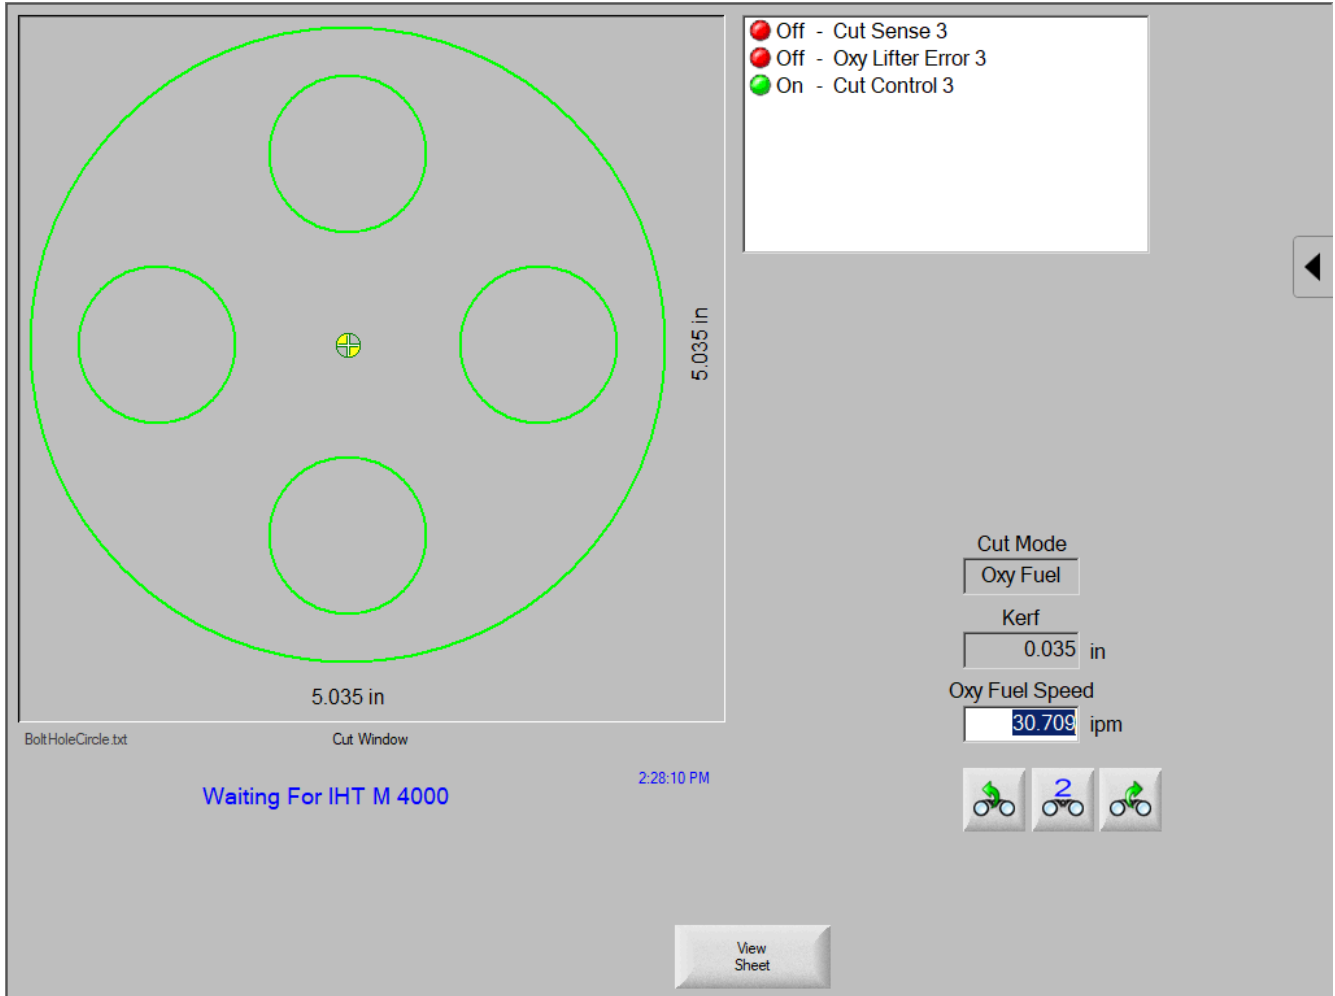 Off - Cut Sense 3
Off - Oxy Lifter Error 3
On - Cut Control 3
5.035 in
5.035 in
BoltHoleCircle.txt
Cut Window
2:28:10 PM
Waiting For IHT M 4000
Cut Mode
Oxy Fuel
Kerf
0.035 in
Oxy Fuel Speed
30.709 ipm
2
View
Sheet